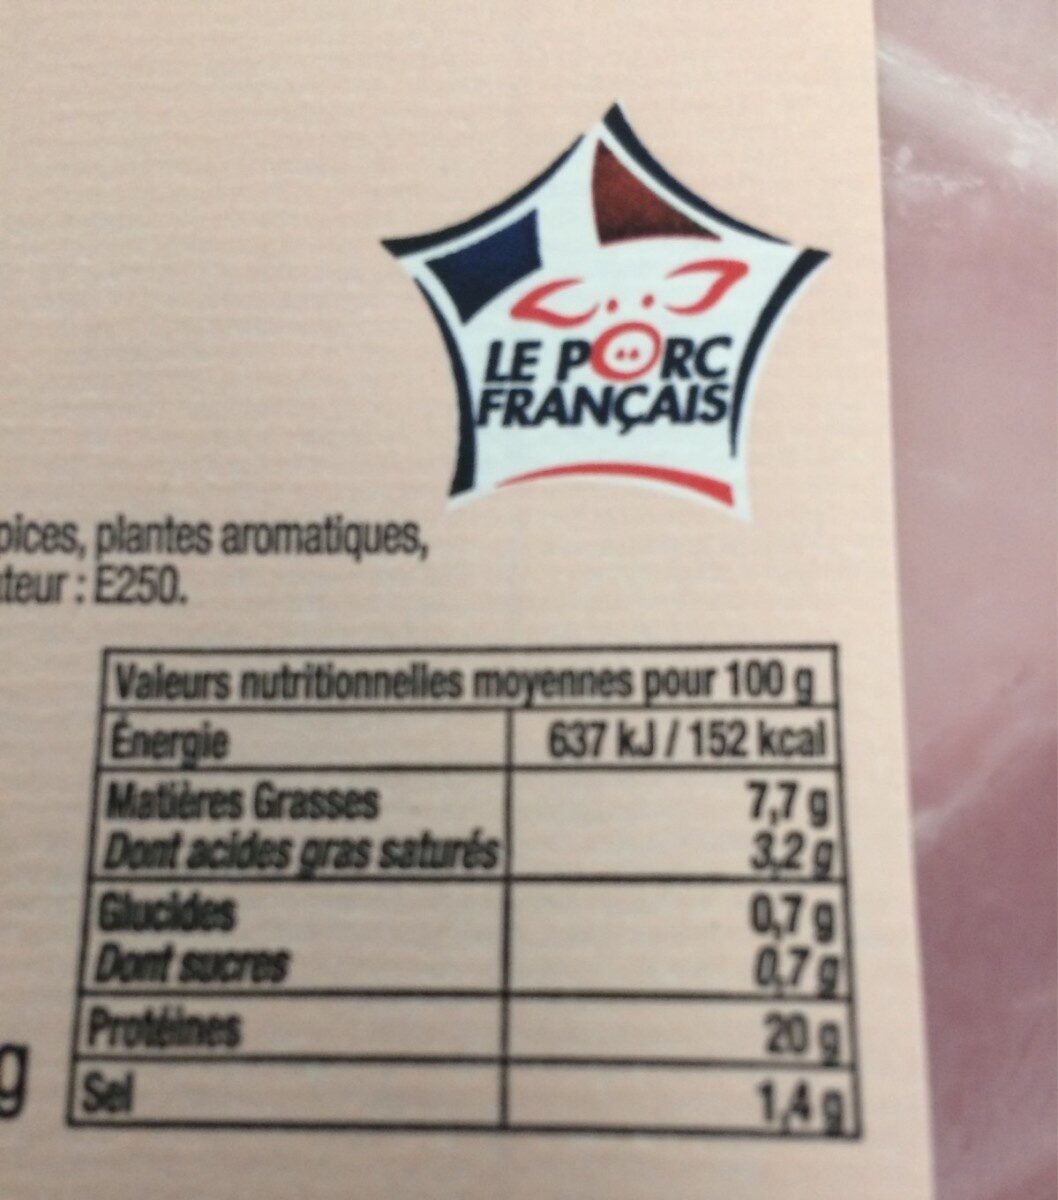 LE PORC
FRANÇAIS
pices, plantes aromatiques,
teur : E250.
Valeurs nutritionnelles moyennes pour 100 g
Énergie 637 kJ / 152 kcal
Matières Grasses 7,7 g
Dont acides gras saturés 3,2 g
Glucides 0,7 g
Dont sucres 0,7 g
Protéines 20 g
g
Sel 1,4 g